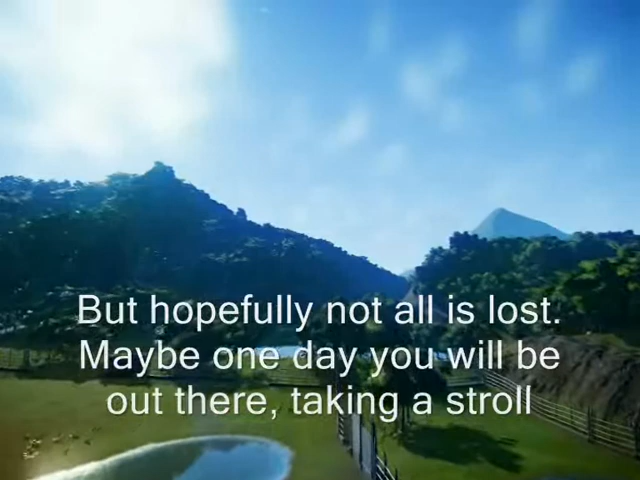 But hopefully not all is lost.
Maybe one day you will be
out there, taking a stroll